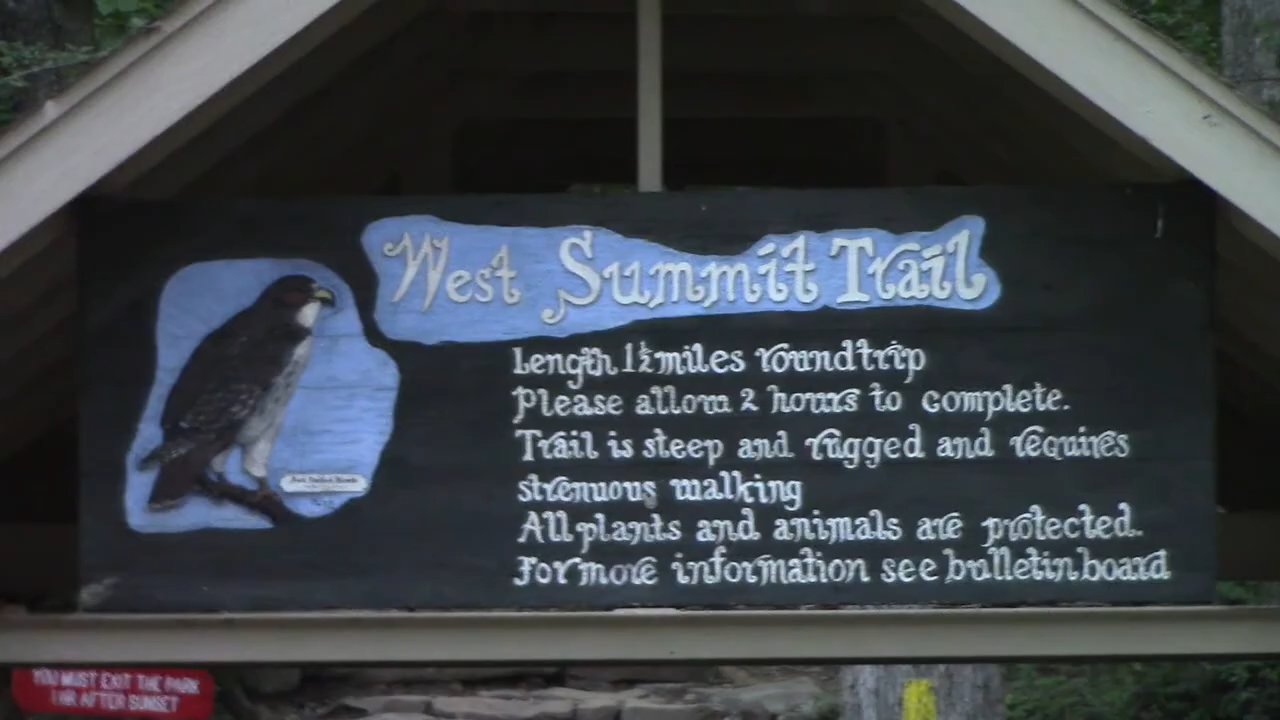 West Summit Trail
Length 1½ miles roundtrip
Please allow 2 hours to complete.
Trail is steep and rugged and requires
strenuous walking
All plants and animals are protected.
For more information see bulletin board
YOU MUST EXIT THE PARK
1 HR AFTER SUNSET